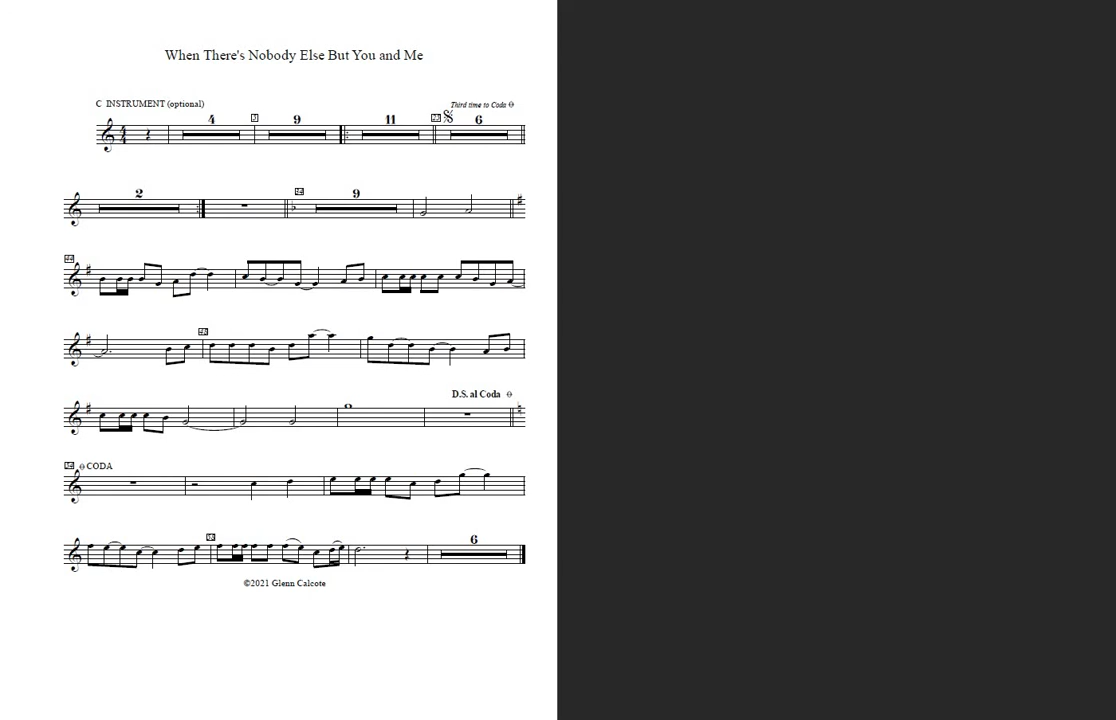 When There's Nobody Else But You and Me
C INSTRUMENT (optional)
Third time to Coda
4
9
11
6
2
9
D.S. al Coda
CODA
6
©2021 Glenn Calcote